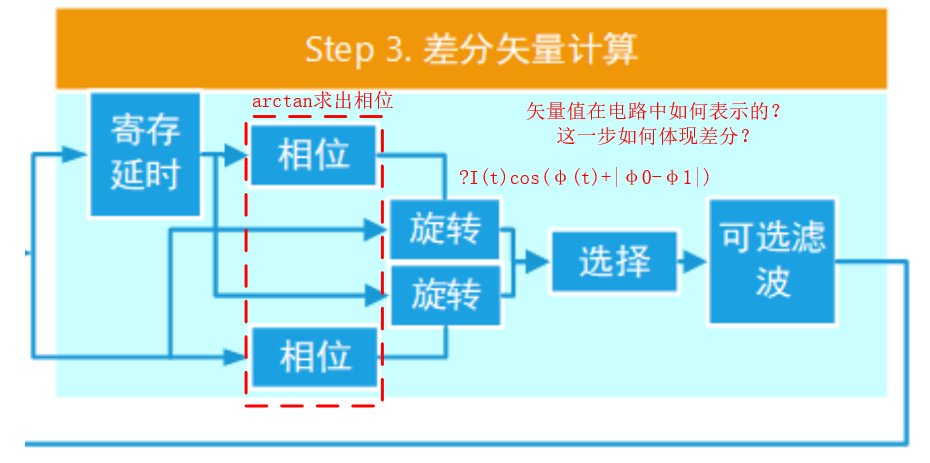 Step 3. 差分矢量计算
arctan求出相位
矢量值在电路中如何表示的?
这一步如何体现差分?
寄存
延时
相位
?I(t)cos(φ(t)+|φ0-φ1|)
旋转
选择
可选滤
波
旋转
相位